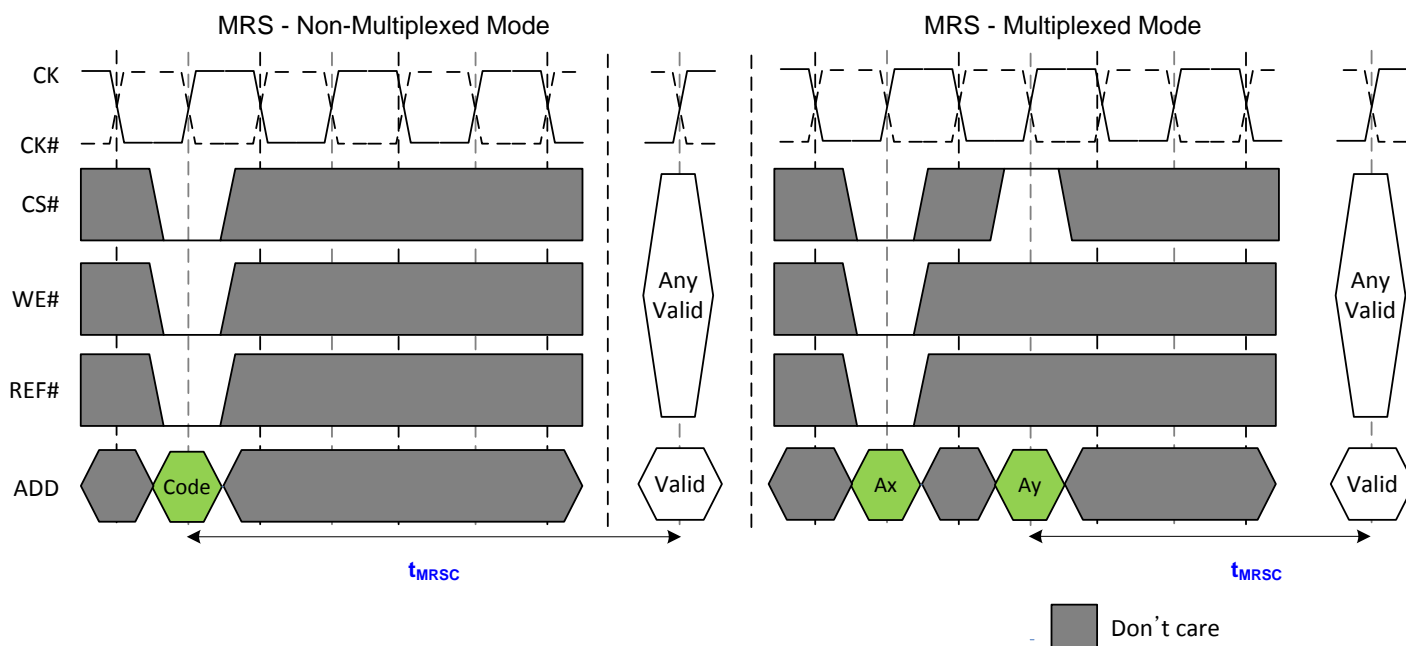 MRS - Non-Multiplexed Mode
MRS - Multiplexed Mode
CK
CK#
CS#
WE#
REF#
ADD
Any
Valid
Any
Valid
Code
Valid
Ax
Ay
Valid
tMRSC
tMRSC
Don't care